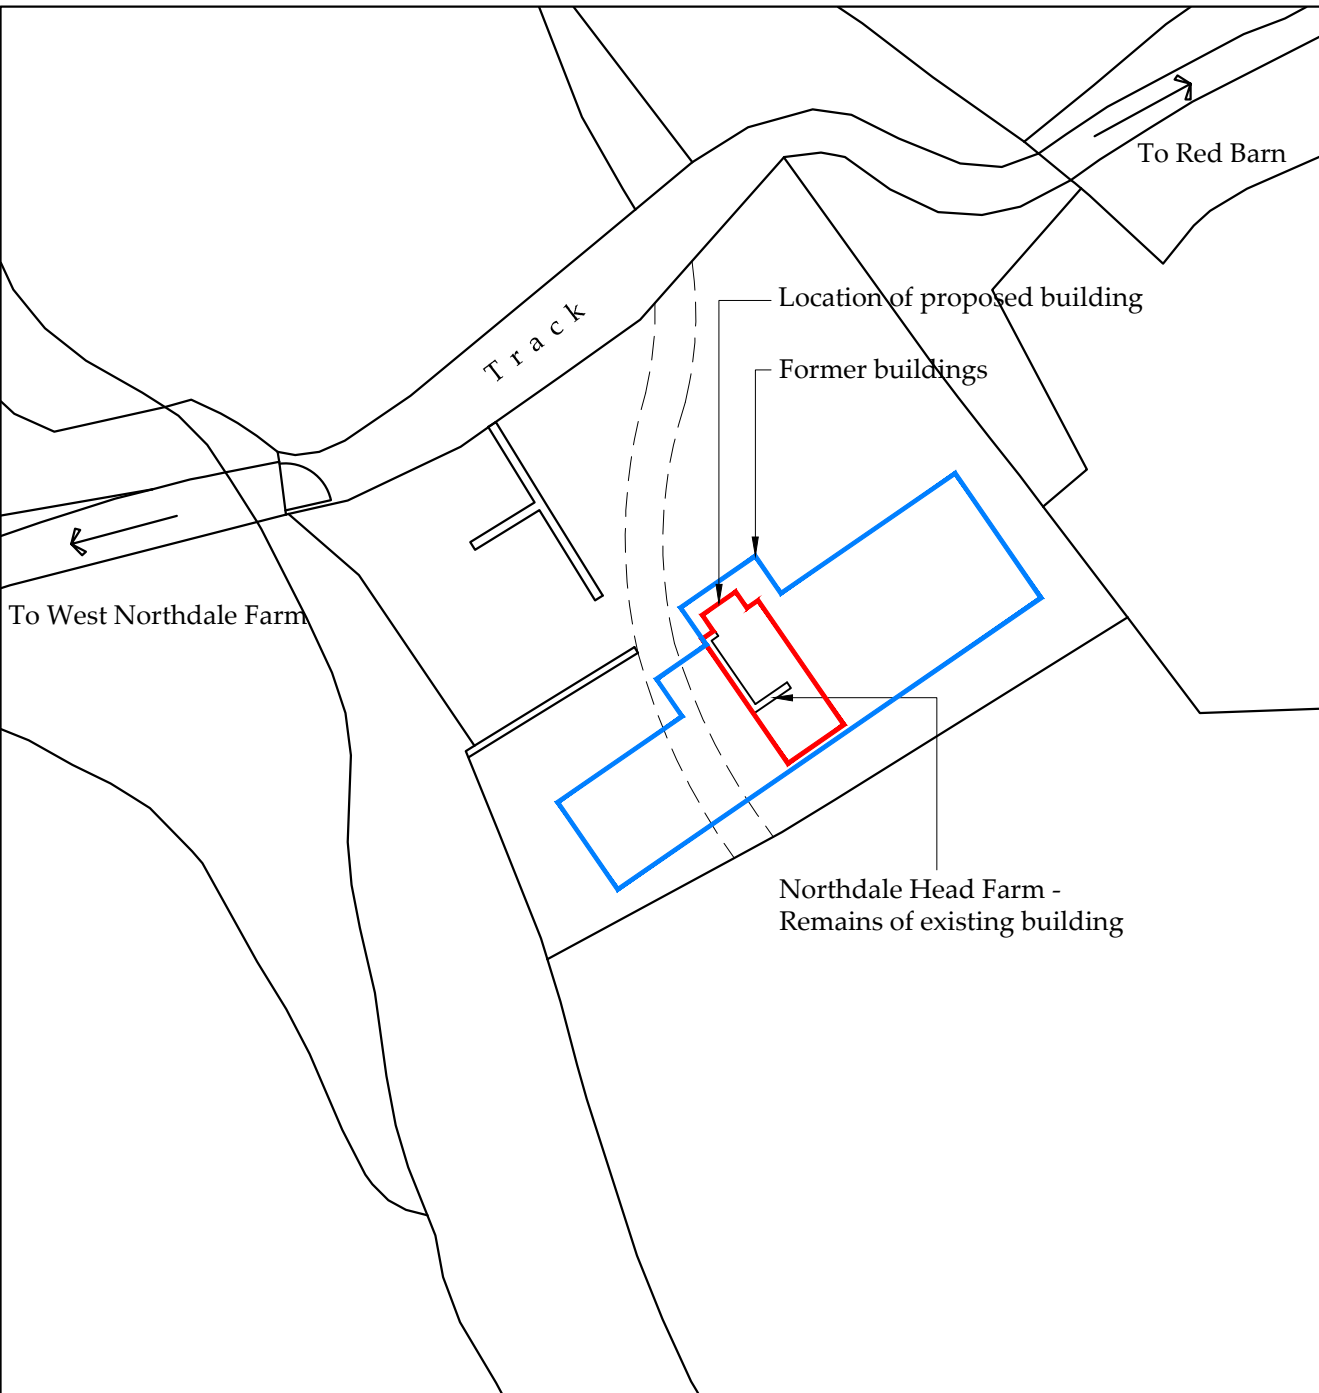 To Red Barn
Location of proposed building
Track
Former buildings
To West Northdale Farm
Northdale Head Farm -
Remains of existing building